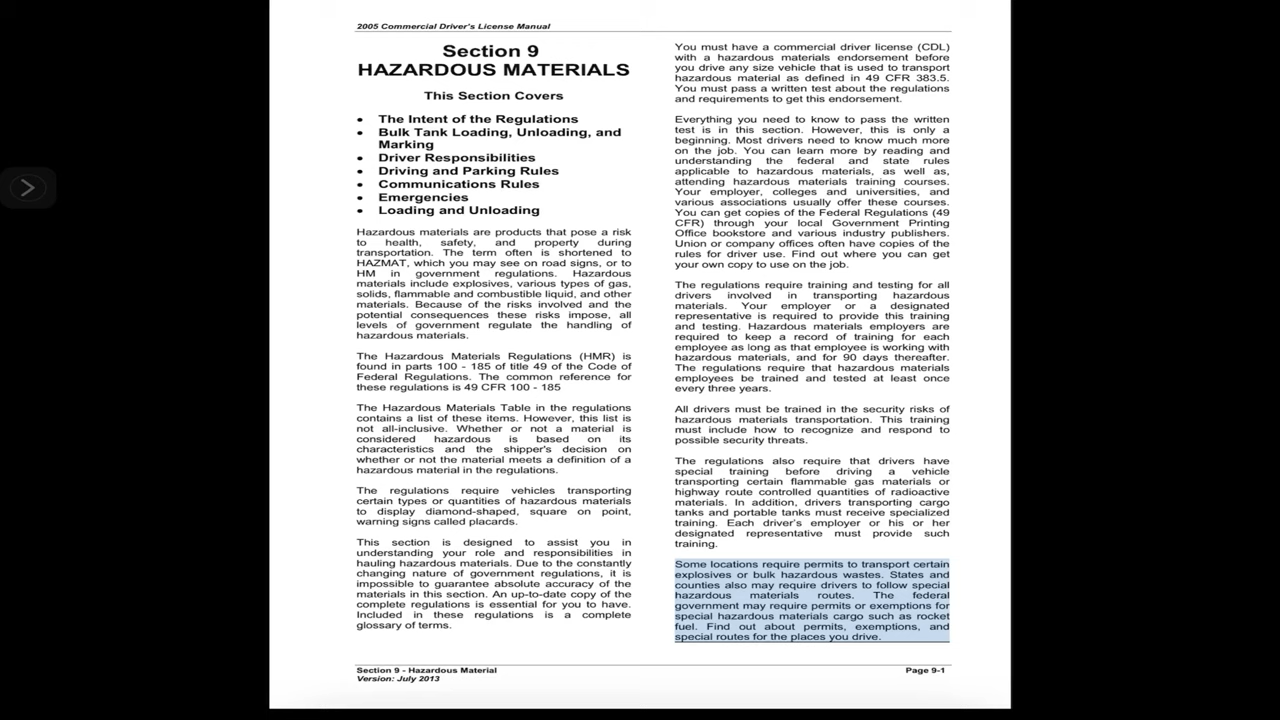 2005 Commercial Driver's License Manual
Section 9
HAZARDOUS MATERIALS
This Section Covers
• The Intent of the Regulations
• Bulk Tank Loading, Unloading, and
Marking
• Driver Responsibilities
• Driving and Parking Rules
• Communications Rules
• Emergencies
• Loading and Unloading
Hazardous materials are products that pose a risk
to health, safety, and property during
transportation. The term often is shortened to
HAZMAT, which you may see on road signs, or to
HM in government regulations. Hazardous
materials include explosives, various types of gas,
solids, flammable and combustible liquid, and other
materials. Because of the risks involved and the
potential consequences these risks impose, all
levels of government regulate the handling of
hazardous materials.
The Hazardous Materials Regulations (HMR) is
found in parts 100 - 185 of title 49 of the Code of
Federal Regulations. The common reference for
these regulations is 49 CFR 100 - 185
The Hazardous Materials Table in the regulations
contains a list of these items. However, this list is
not all-inclusive. Whether or not a material is
considered hazardous is based on its
characteristics and the shipper's decision on
whether or not the material meets a definition of a
hazardous material in the regulations.
The regulations require vehicles transporting
certain types or quantities of hazardous materials
to display diamond-shaped, square on point,
warning signs called placards.
This section is designed to assist you in
understanding your role and responsibilities in
hauling hazardous materials. Due to the constantly
changing nature of government regulations, it is
impossible to guarantee absolute accuracy of the
materials in this section. An up-to-date copy of the
complete regulations is essential for you to have.
Included in these regulations is a complete
glossary of terms.
You must have a commercial driver license (CDL)
with a hazardous materials endorsement before
you drive any size vehicle that is used to transport
hazardous material as defined in 49 CFR 383.5.
You must pass a written test about the regulations
and requirements to get this endorsement.
Everything you need to know to pass the written
test is in this section. However, this is only a
beginning. Most drivers need to know much more
on the job. You can learn more by reading and
understanding the federal and state rules
applicable to hazardous materials, as well as,
attending hazardous materials training courses.
Your employer, colleges and universities, and
various associations usually offer these courses.
You can get copies of the Federal Regulations (49
CFR) through your local Government Printing
Office bookstore and various industry publishers.
Union or company offices often have copies of the
rules for driver use. Find out where you can get
your own copy to use on the job.
The regulations require training and testing for all
drivers involved in transporting hazardous
materials. Your employer or a designated
representative is required to provide this training
and testing. Hazardous materials employers are
required to keep a record of training for each
employee as long as that employee is working with
hazardous materials, and for 90 days thereafter.
The regulations require that hazardous materials
employees be trained and tested at least once
every three years.
All drivers must be trained in the security risks of
hazardous materials transportation. This training
must include how to recognize and respond to
possible security threats.
The regulations also require that drivers have
special training before driving a vehicle
transporting certain flammable gas materials or
highway route controlled quantities of radioactive
materials. In addition, drivers transporting cargo
tanks and portable tanks must receive specialized
training. Each driver's employer or his or her
designated representative must provide such
training.
Some locations require permits to transport certain
explosives or bulk hazardous wastes. States and
counties also may require drivers to follow special
hazardous materials routes. The federal
government may require permits or exemptions for
special hazardous materials cargo such as rocket
fuel. Find out about permits, exemptions, and
special routes for the places you drive.
Section 9 - Hazardous Material
Page 9-1
Version: July 2013